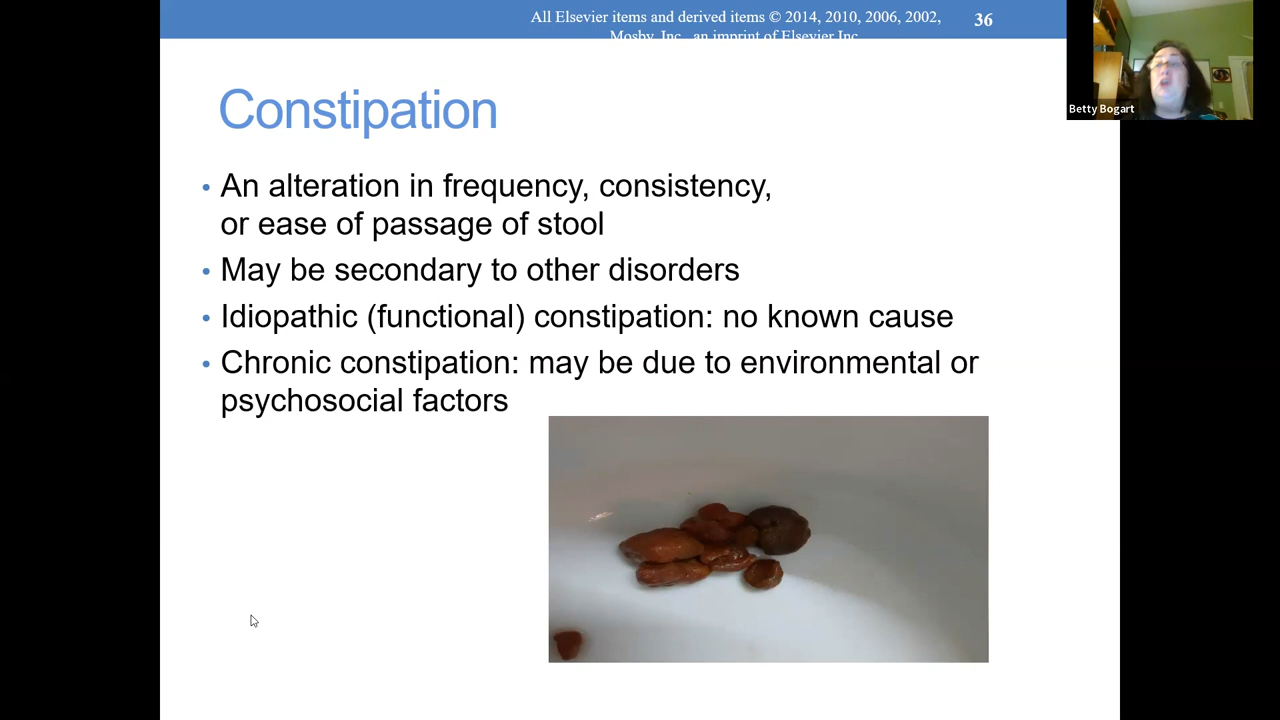 All Elsevier items and derived items © 2014, 2010, 2006, 2002,
36
Mosby, Inc., an imprint of Elsevier Inc.
Betty Bogart
Constipation
• An alteration in frequency, consistency,
or ease of passage of stool
• May be secondary to other disorders
• Idiopathic (functional) constipation: no known cause
• Chronic constipation: may be due to environmental or
psychosocial factors